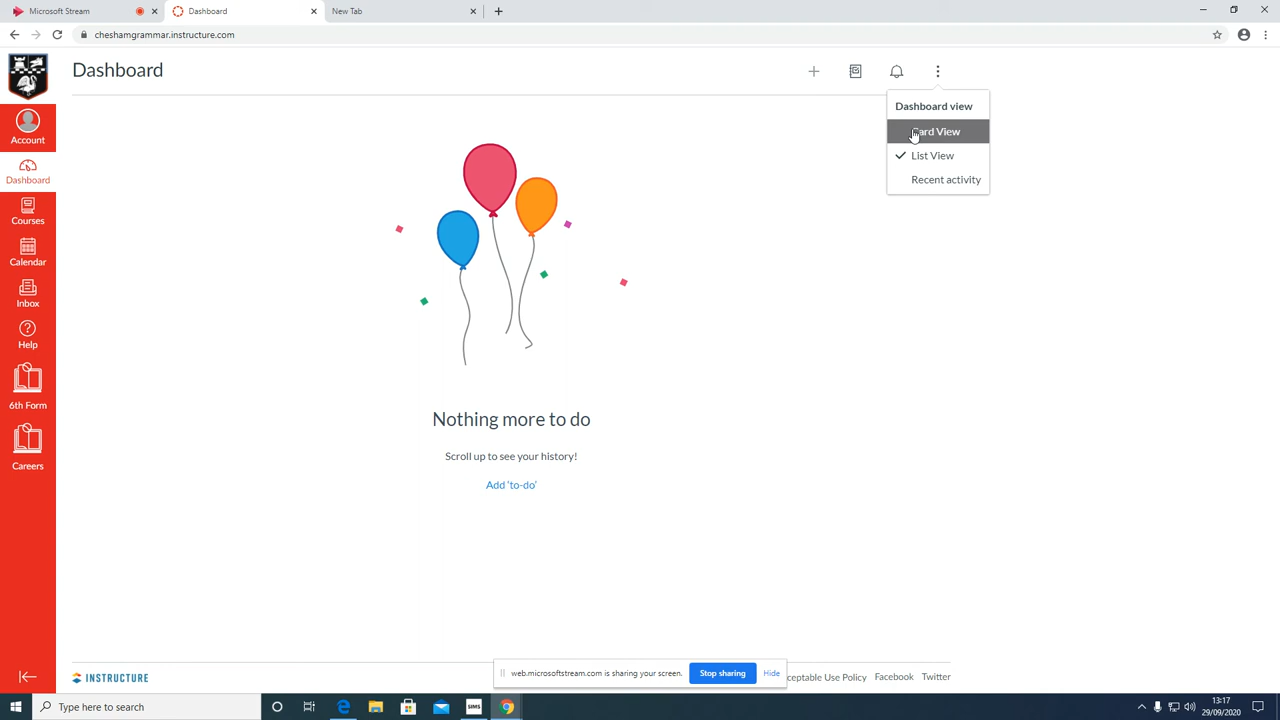 Microsoft Stream
Dashboard
New Tab
cheshamgrammar.instructure.com
Dashboard
Account
Dashboard
Courses
Calendar
Inbox
Help
6th Form
Careers
Dashboard view
Card View
List View
Recent activity
Nothing more to do
Scroll up to see your history!
Add 'to-do'
INSTRUCTURE
web.microsoftstream.com is sharing your screen.
Stop sharing
Hide
Use Policy
Facebook
Twitter
Type here to search
SIMS
13:17
29/09/2020